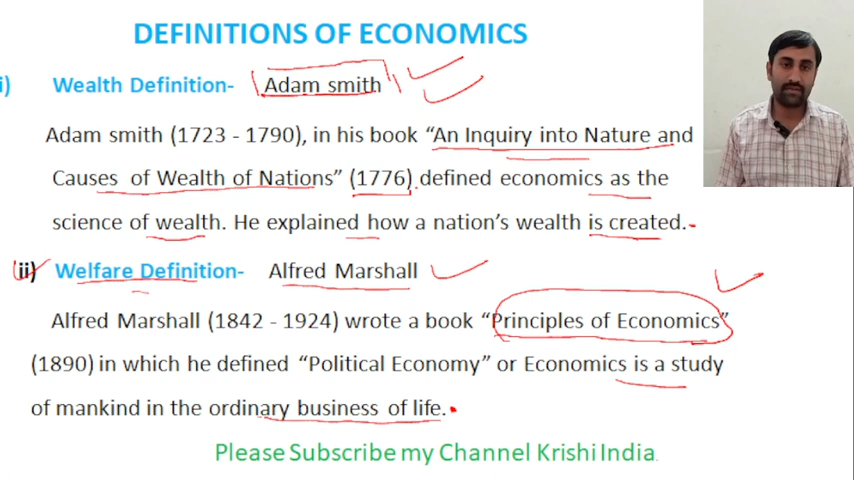 DEFINITIONS OF ECONOMICS
i) Wealth Definition- Adam smith
Adam smith (1723 - 1790), in his book “An Inquiry into Nature and
Causes of Wealth of Nations” (1776) defined economics as the
science of wealth. He explained how a nation’s wealth is created.
ii) Welfare Definition- Alfred Marshall
Alfred Marshall (1842 - 1924) wrote a book “Principles of Economics”
(1890) in which he defined “Political Economy” or Economics is a study
of mankind in the ordinary business of life.
Please Subscribe my Channel Krishi India.